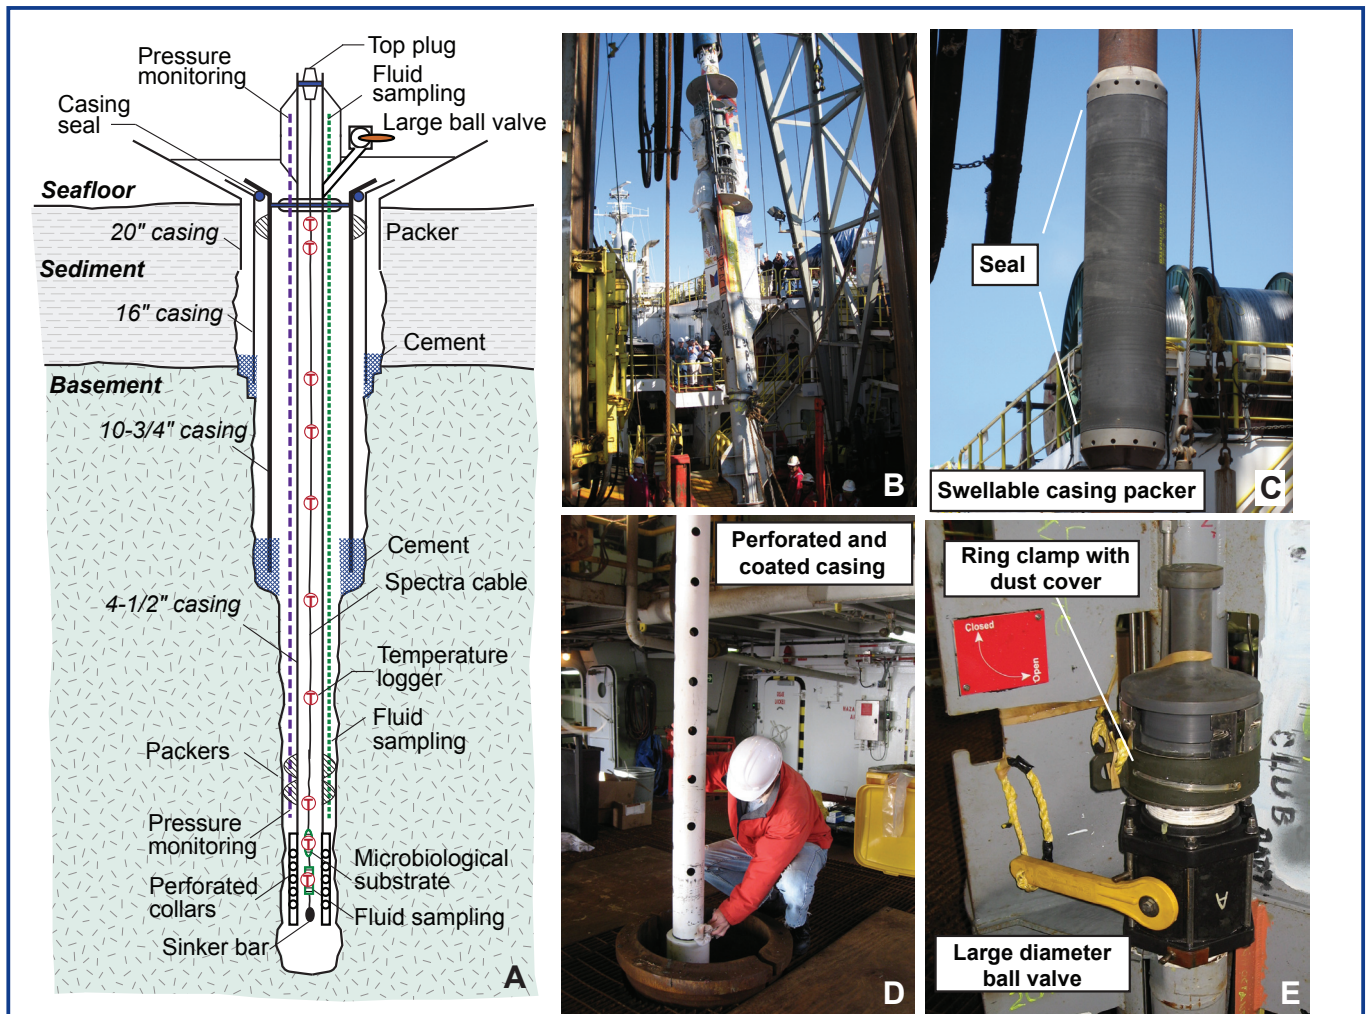 Top plug
Pressure
monitoring
Fluid
sampling
Casing
seal
Large ball valve
Seafloor
20" casing
Packer
Sediment
16" casing
Cement
Basement
10-3/4" casing
Cement
Spectra cable
4-1/2" casing
Temperature
logger
Fluid
sampling
Packers
Pressure
monitoring
Microbiological
substrate
Perforated
collars
Fluid sampling
Sinker bar
T
T
T
T
T
T
T
T
T
T
A
B
Seal
Swellable casing packer
C
Perforated and
coated casing
D
Ring clamp with
dust cover
Closed
Open
CLUB
A
Large diameter
ball valve
E